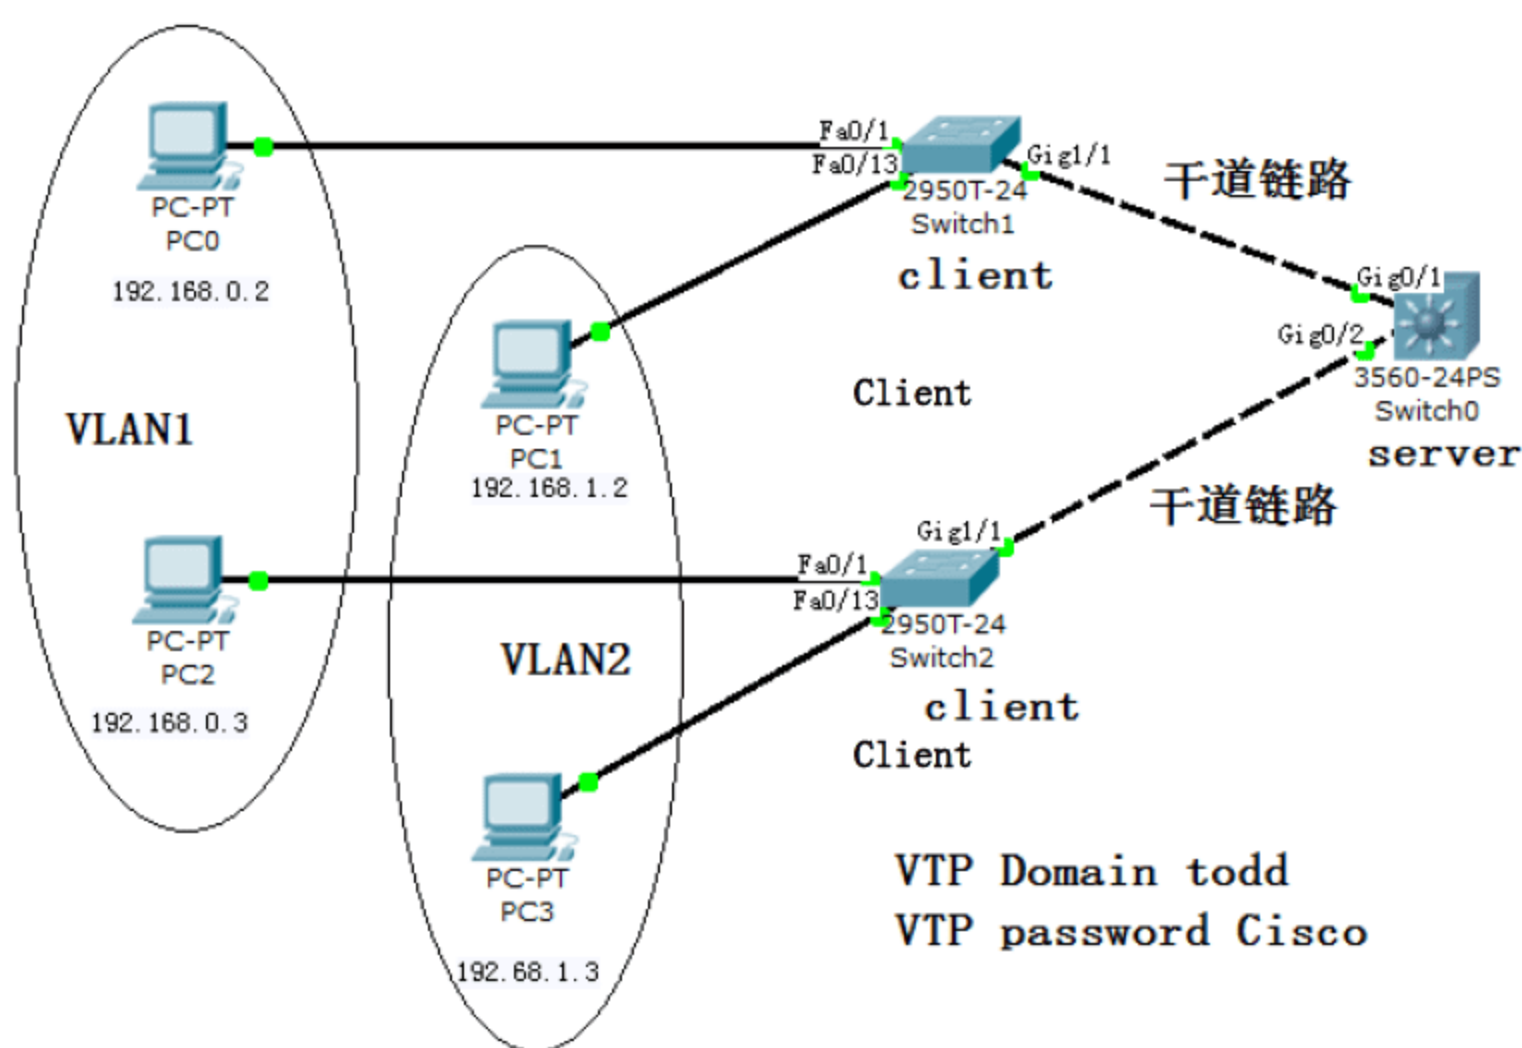 Fa0/1
Fa0/13
Gig1/1
干道链路
PC-PT
PC0
192.168.0.2
2950T-24
Switch1
client
Gig0/1
Gig0/2
3560-24PS
Switch0
server
Client
VLAN1
PC-PT
PC1
192.168.1.2
干道链路
Gig1/1
Fa0/1
Fa0/13
2950T-24
Switch2
client
Client
PC-PT
PC2
192.168.0.3
VLAN2
PC-PT
PC3
192.68.1.3
VTP Domain todd
VTP password Cisco